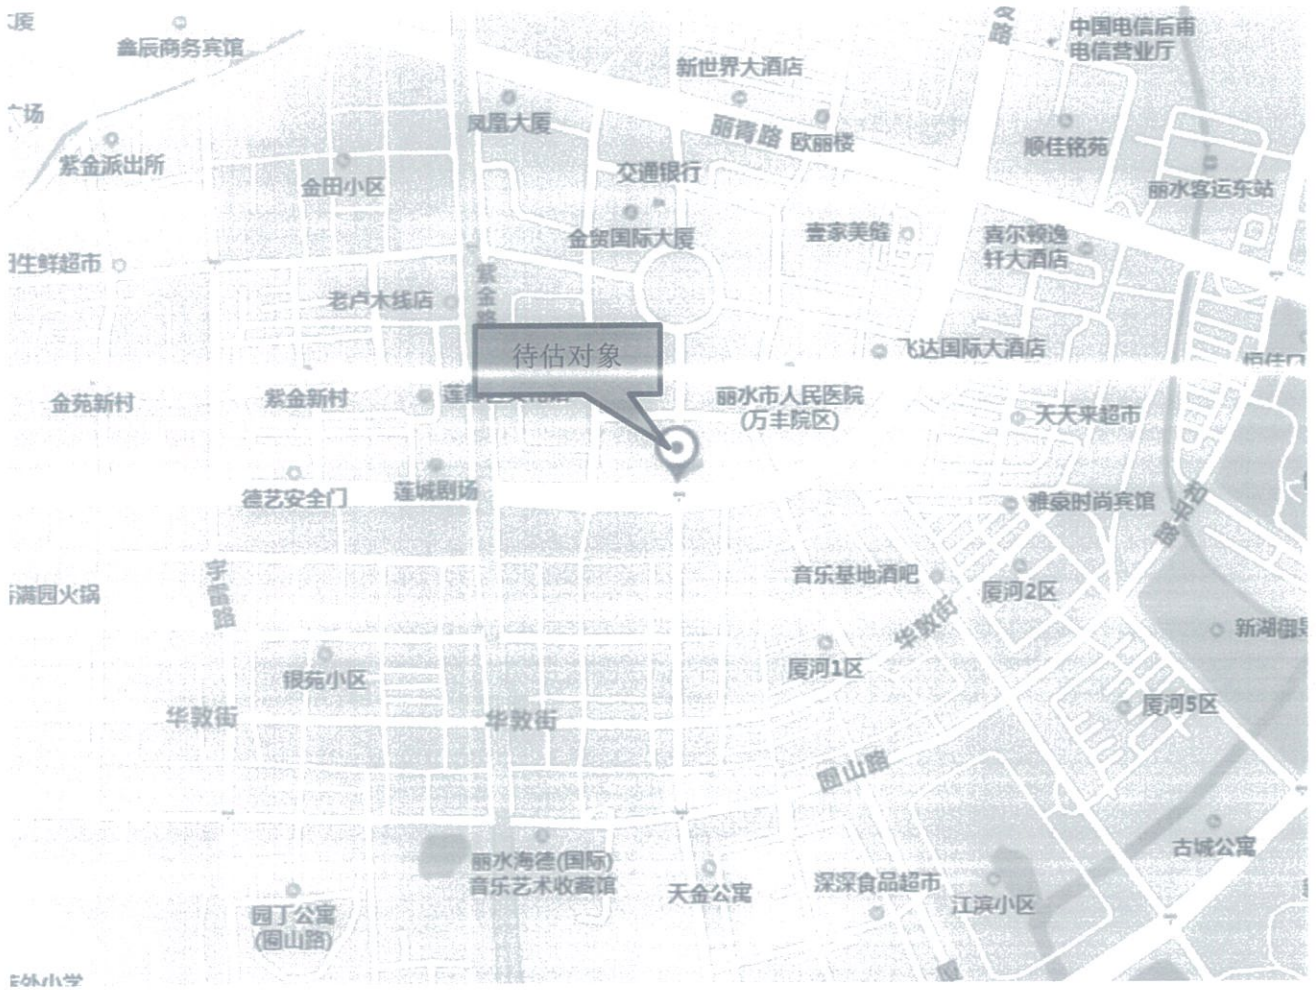 鑫辰商务宾馆
中国电信后甫
电信营业厅
新世界大酒店
凤凰大厦
丽青路
欧丽楼
顺佳铭苑
紫金派出所
金田小区
交通银行
丽水客运东站
金贸国际大厦
壹家美缝
喜尔顿逸
轩大酒店
生鲜超市
老卢木线店
紫金路
待估对象
飞达国际大酒店
金苑新村
紫金新村
丽水市人民医院
(万丰院区)
天天来超市
德艺安全门
莲城剧场
雅豪时尚宾馆
和平路
宇雷路
满园火锅
音乐基地酒吧
厦河2区
华敦街
新湖御
厦河1区
银苑小区
厦河5区
华敦街
华敦街
囿山路
古城公寓
丽水海德(国际)
音乐艺术收藏馆
天金公寓
深深食品超市
江滨小区
园丁公寓
(囿山路)
外小学